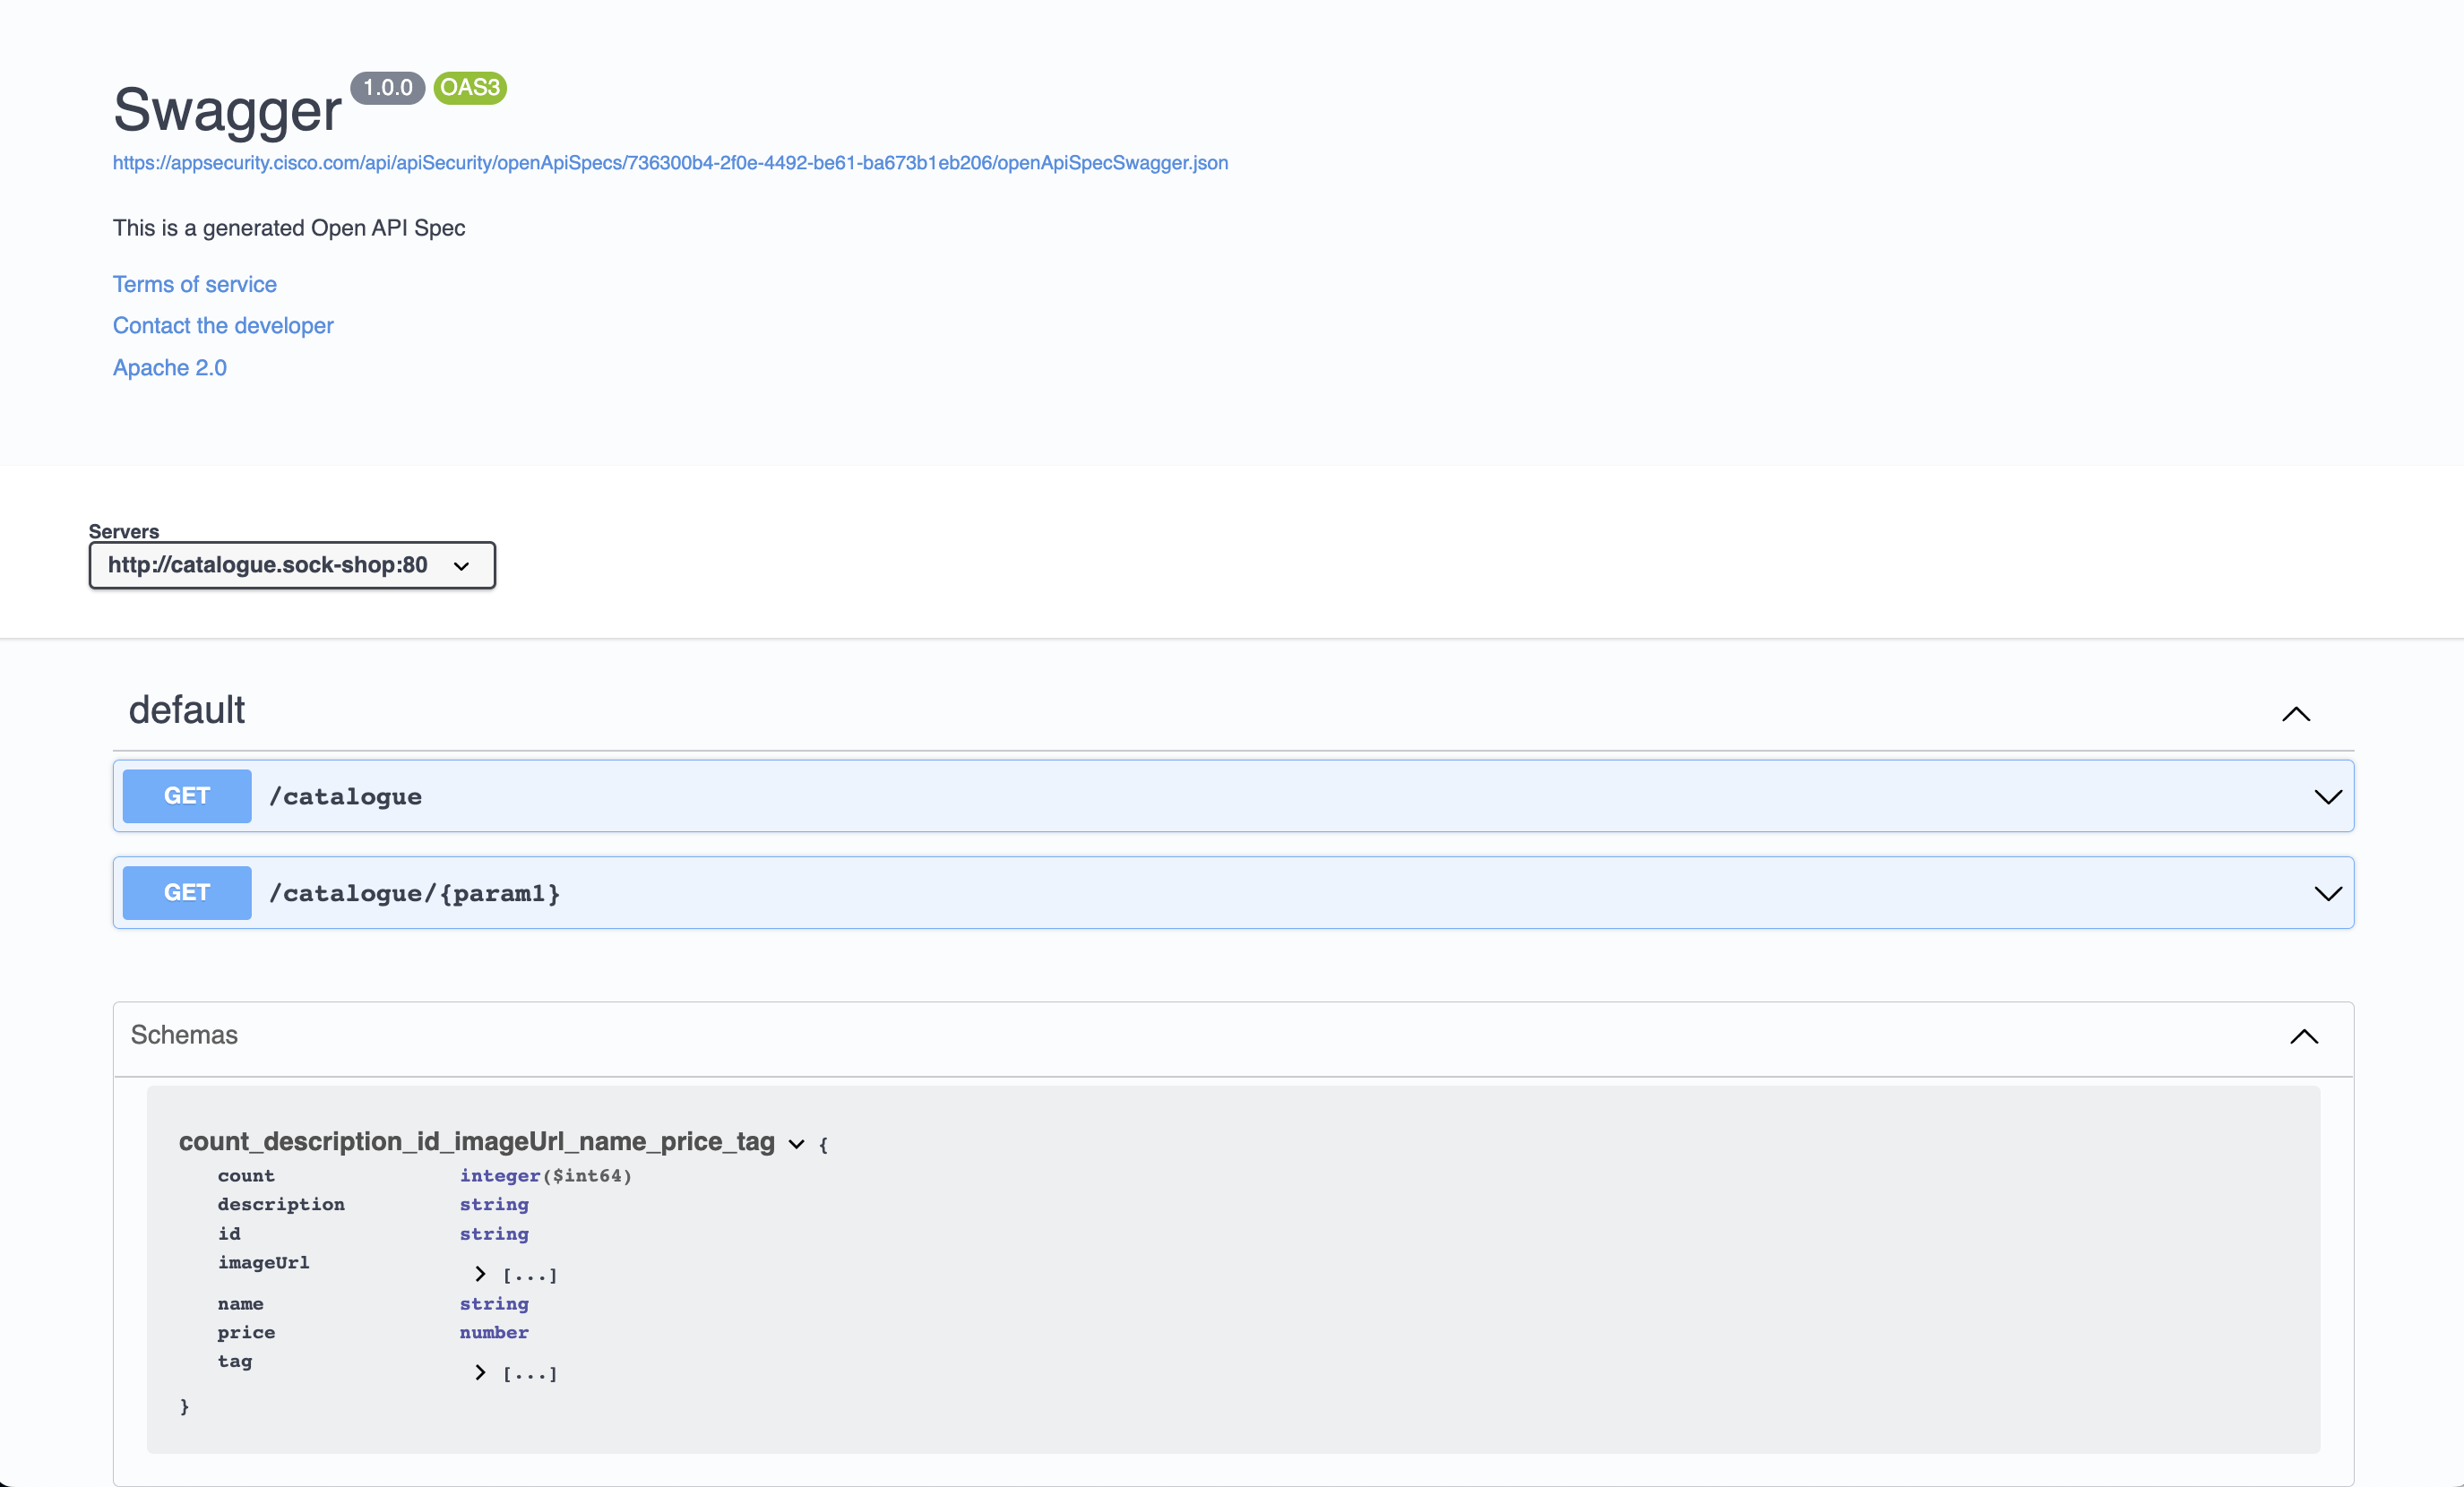 Swagger 1.0.0 OAS3
https://appsecurity.cisco.com/api/apiSecurity/openApiSpecs/736300b4-2f0e-4492-be61-ba673b1eb206/openApiSpecSwagger.json
This is a generated Open API Spec
Terms of service
Contact the developer
Apache 2.0
Servers
http://catalogue.sock-shop:80
default
GET /catalogue
GET /catalogue/{param1}
Schemas
count_description_id_imageUrl_name_price_tag {
count integer($int64)
description string
id string
imageUrl [...]
name string
price number
tag [...]
}